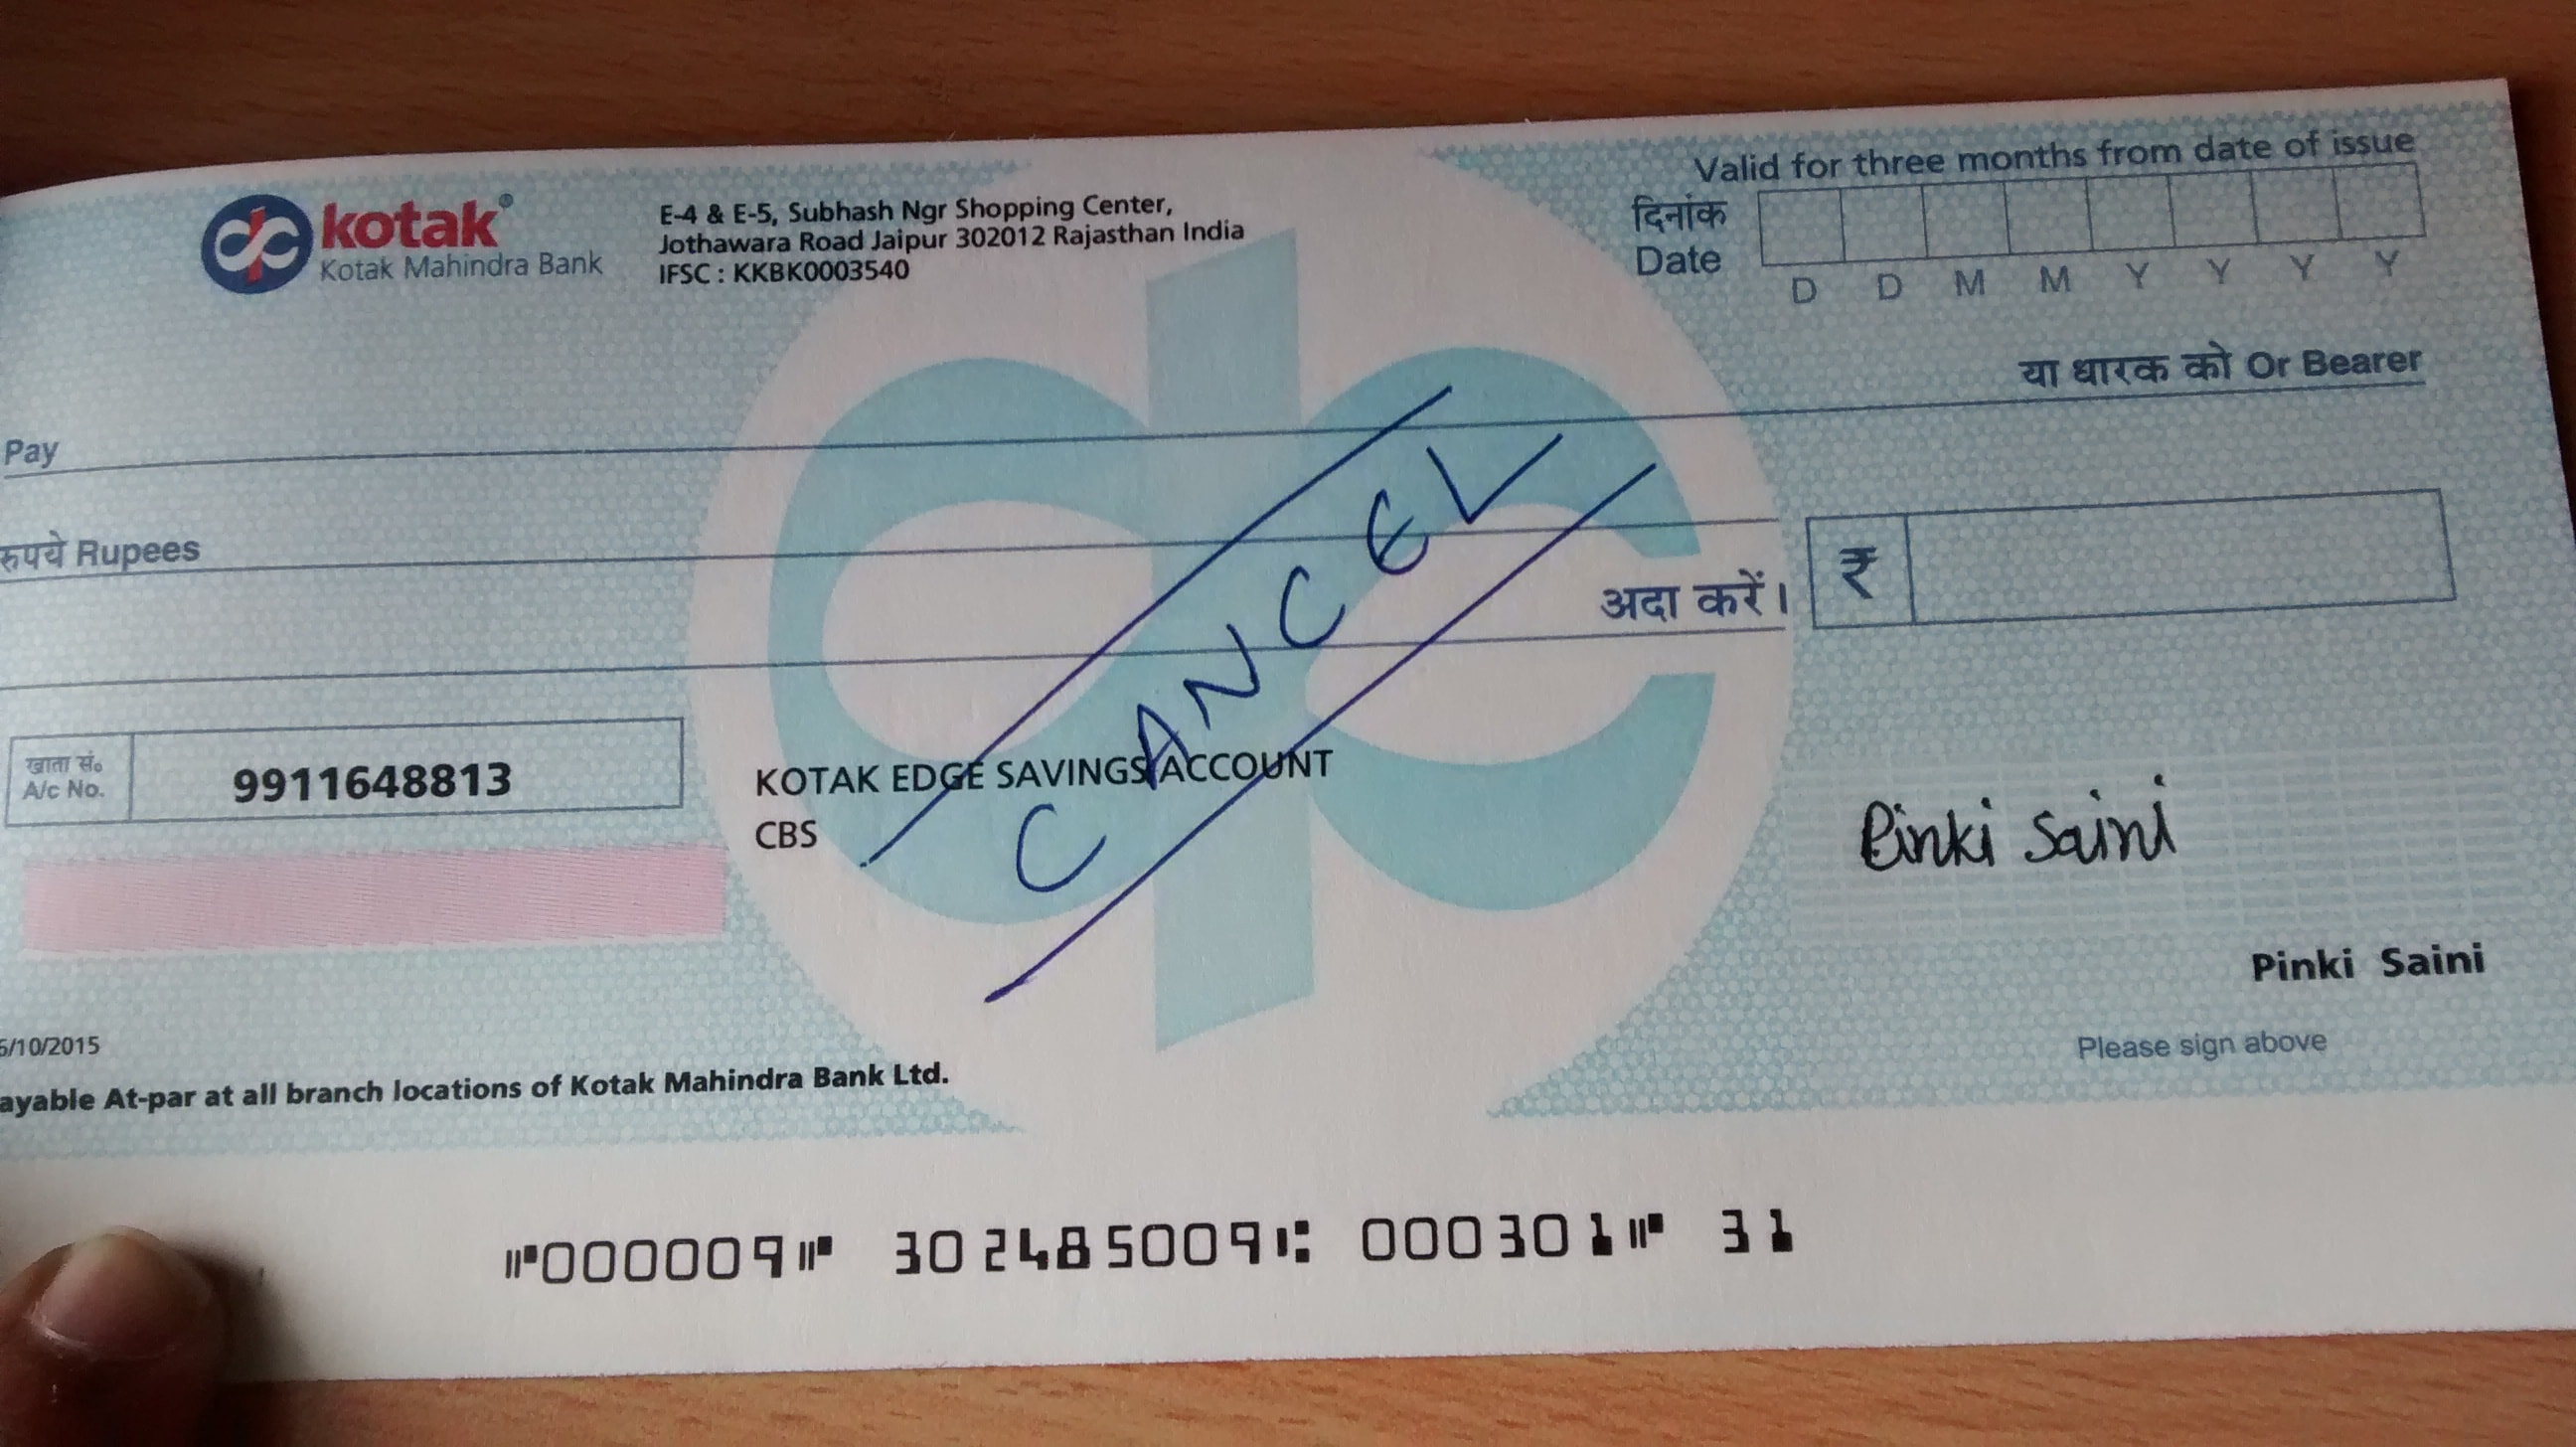 kotak®
Kotak Mahindra Bank
E-4 & E-5, Subhash Ngr Shopping Center,
Jothawara Road Jaipur 302012 Rajasthan India
IFSC : KKBK0003540
Valid for three months from date of issue
दिनांक
Date
D D M M Y Y Y Y
Pay
या धारक को Or Bearer
रुपये Rupees
अदा करें।
₹
CANCEL
खाता सं॰
A/c No.
9911648813
KOTAK EDGE SAVINGS ACCOUNT
CBS
Pinki Saini
Pinki Saini
Please sign above
6/10/2015
ayable At-par at all branch locations of Kotak Mahindra Bank Ltd.
⑈000009⑈ 302485009⑆ 000301⑈ 31